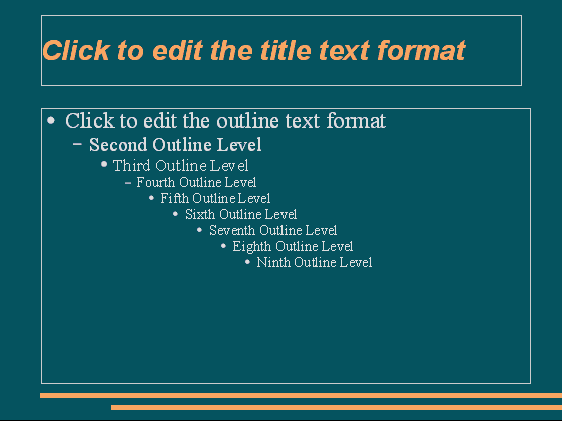 Click to edit the title text format
• Click to edit the outline text format
– Second Outline Level
• Third Outline Level
– Fourth Outline Level
• Fifth Outline Level
• Sixth Outline Level
• Seventh Outline Level
• Eighth Outline Level
• Ninth Outline Level